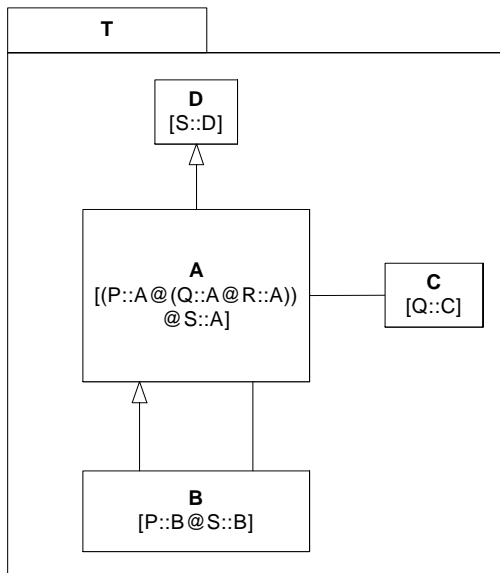 T
D
[S::D]
A
[(P::A@(Q::A@R::A))
@S::A]
C
[Q::C]
B
[P::B@S::B]